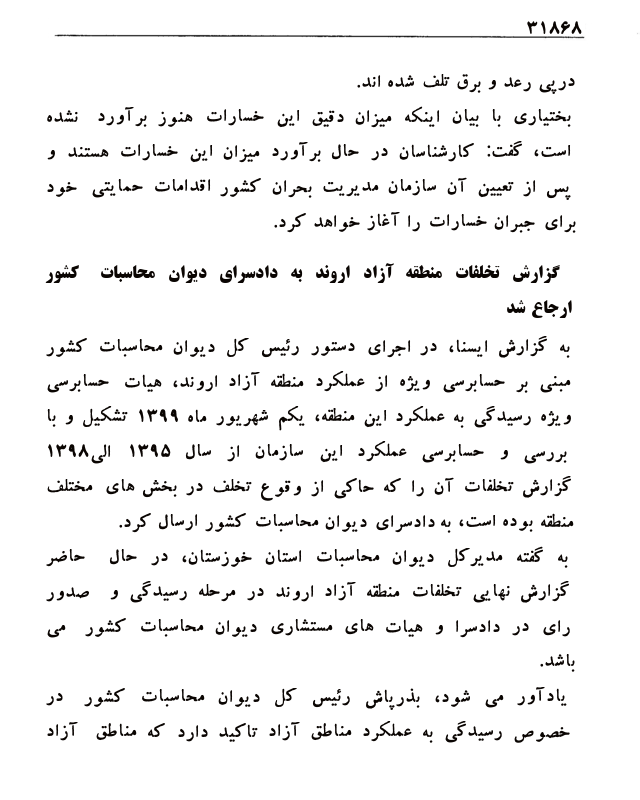 ۳۱۸۶۸
درپی رعد و برق تلف شده اند.
بختیاری با بیان اینکه میزان دقیق این خسارات هنوز برآورد نشده
است، گفت: کارشناسان در حال برآورد میزان این خسارات هستند و
پس از تعیین آن سازمان مدیریت بحران کشور اقدامات حمایتی خود
برای جبران خسارات را آغاز خواهد کرد.
گزارش تخلفات منطقه آزاد اروند به دادسرای دیوان محاسبات کشور
ارجاع شد
به گزارش ایسنا، در اجرای دستور رئیس کل دیوان محاسبات کشور
مبنی بر حسابرسی ویژه از عملکرد منطقه آزاد اروند، هیات حسابرسی
ویژه رسیدگی به عملکرد این منطقه، یکم شهریور ماه ۱۳۹۹ تشکیل و با
بررسی و حسابرسی عملکرد این سازمان از سال ۱۳۹۵ الی۱۳۹۸
گزارش تخلفات آن را که حاکی از وقوع تخلف در بخش های مختلف
منطقه بوده است، به دادسرای دیوان محاسبات کشور ارسال کرد.
به گفته مدیرکل دیوان محاسبات استان خوزستان، در حال حاضر
گزارش نهایی تخلفات منطقه آزاد اروند در مرحله رسیدگی و صدور
رای در دادسرا و هیات های مستشاری دیوان محاسبات کشور می
باشد.
یادآور می شود، بذرپاش رئیس کل دیوان محاسبات کشور در
خصوص رسیدگی به عملکرد مناطق آزاد تاکید دارد که مناطق آزاد